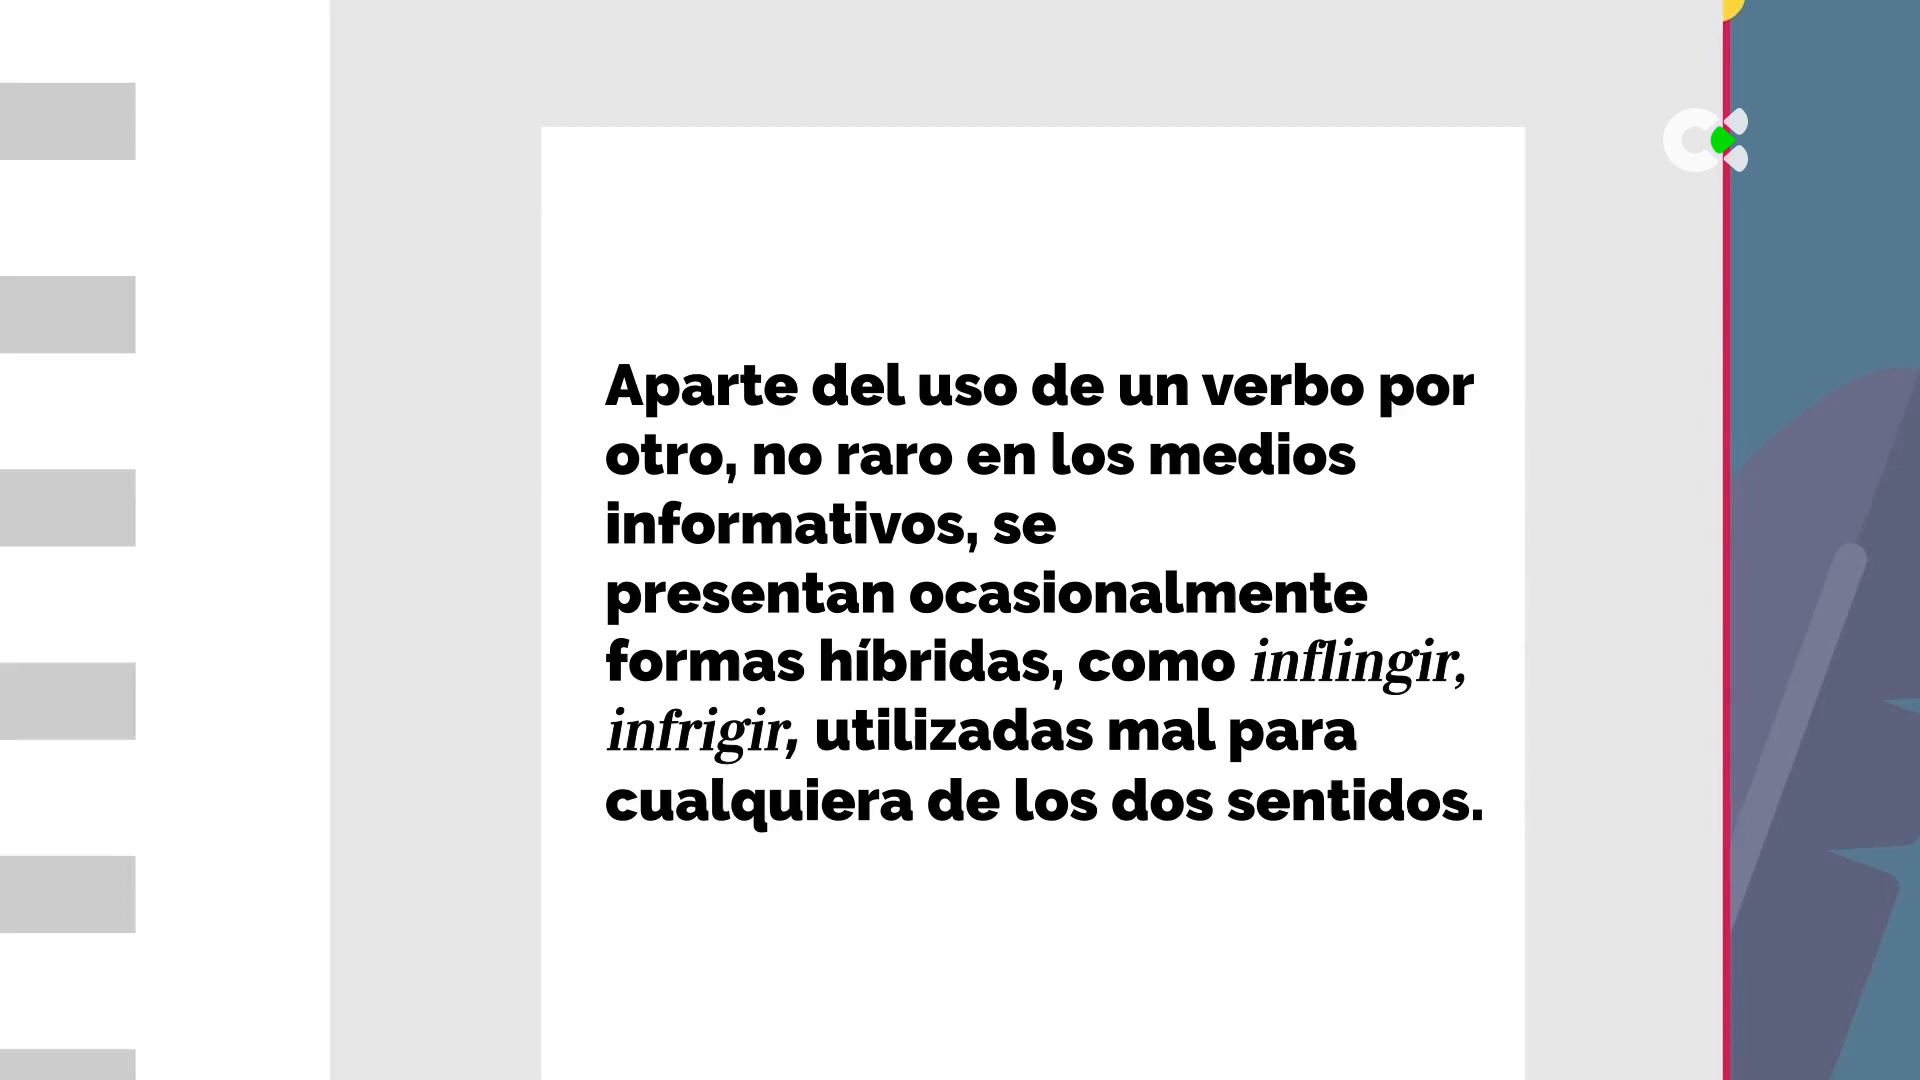 Aparte del uso de un verbo por
otro, no raro en los medios
informativos, se
presentan ocasionalmente
formas híbridas, como inflingir,
infrigir, utilizadas mal para
cualquiera de los dos sentidos.